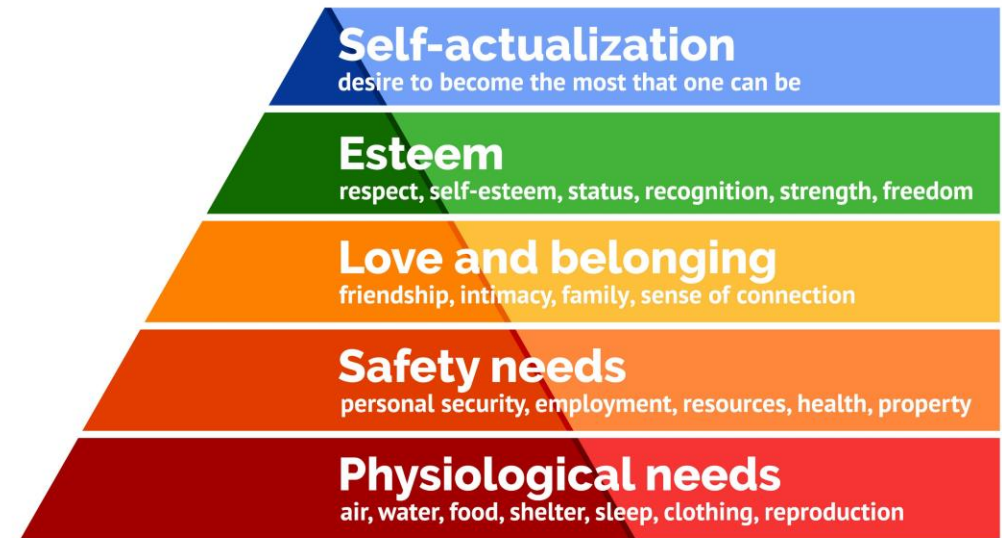 Self-actualization
desire to become the most that one can be
Esteem
respect, self-esteem, status, recognition, strength, freedom
Love and belonging
friendship, intimacy, family, sense of connection
Safety needs
personal security, employment, resources, health, property
Physiological needs
air, water, food, shelter, sleep, clothing, reproduction